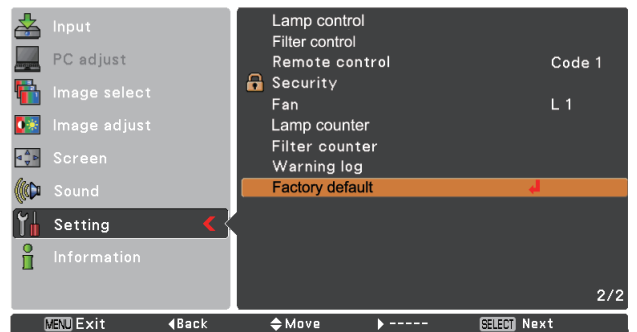 Input
PC adjust
Image select
Image adjust
Screen
Sound
Setting
Information
Lamp control
Filter control
Remote control Code 1
Security
Fan L 1
Lamp counter
Filter counter
Warning log
Factory default
2/2
MENU Exit ◀Back Move ▶ ----- SELECT Next